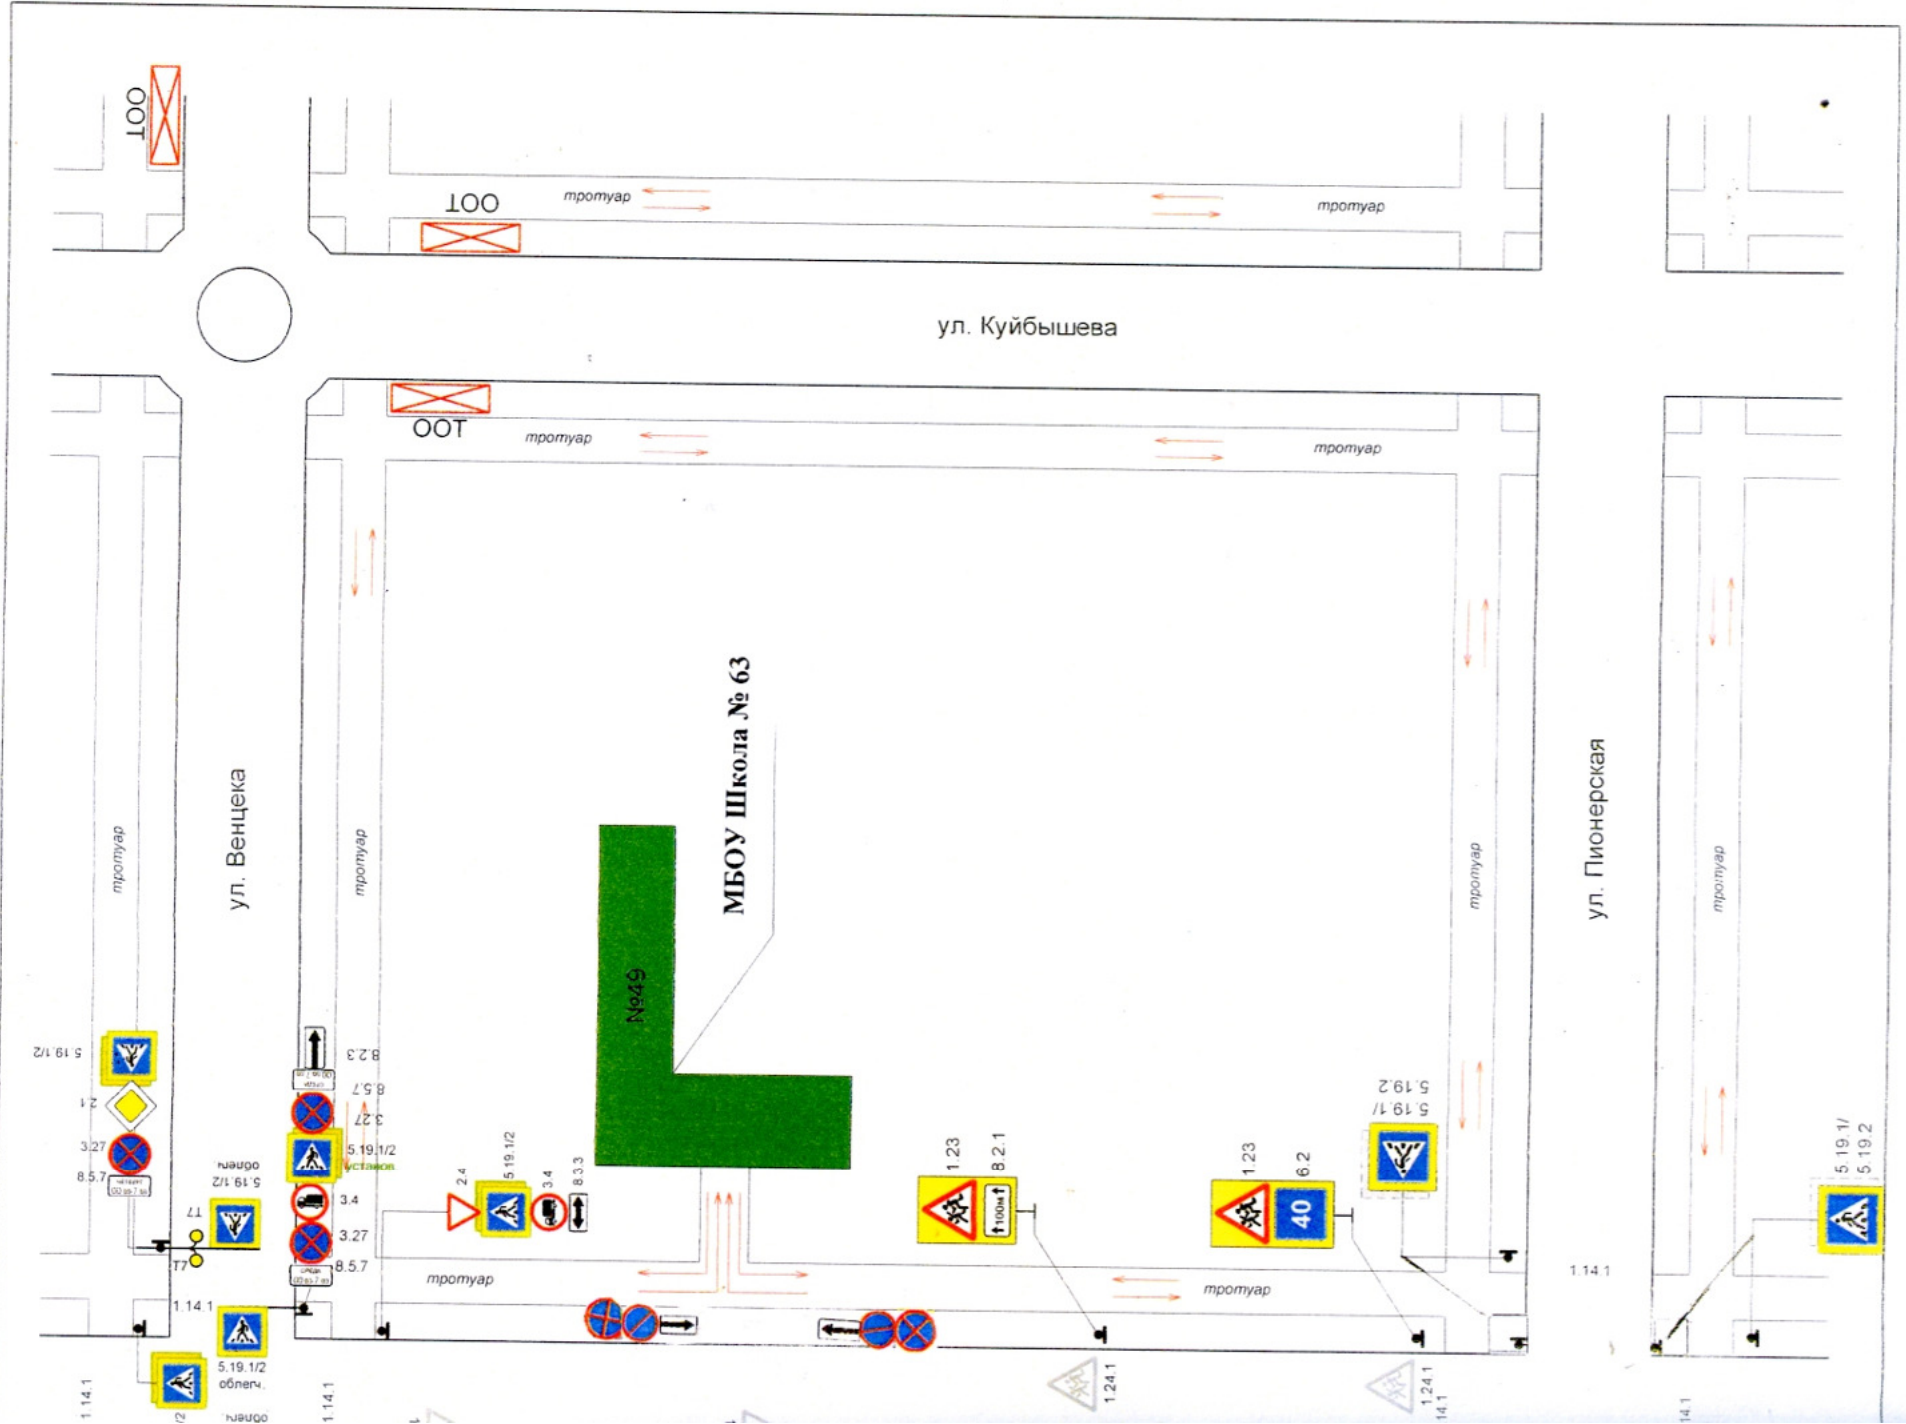 ООТ
ООТ
тротуар
тротуар
ул. Куйбышева
ООТ
тротуар
тротуар
МБОУ Школа № 63
ул. Венцека
ул. Пионерская
тротуар
тротуар
тротуар
тротуар
№49
5.19.1/2
2.1
3.27
8.5.7
8.2.3
8.5.7
3.27
5.19.1/2
установ
3.4
3.27
8.5.7
5.19.1/2
облегч.
Т7
Т7
2.4
5.19.1/2
3.4
8.3.3
1.23
8.2.1
100м
1.23
6.2
40
5.19.1/
5.19.2
5.19.1/
5.19.2
тротуар
тротуар
1.14.1
1.14.1
5.19.1/2
облегч.
1.14.1
1.14.1
1.24.1
1.24.1
14.1
14.1
облегч.